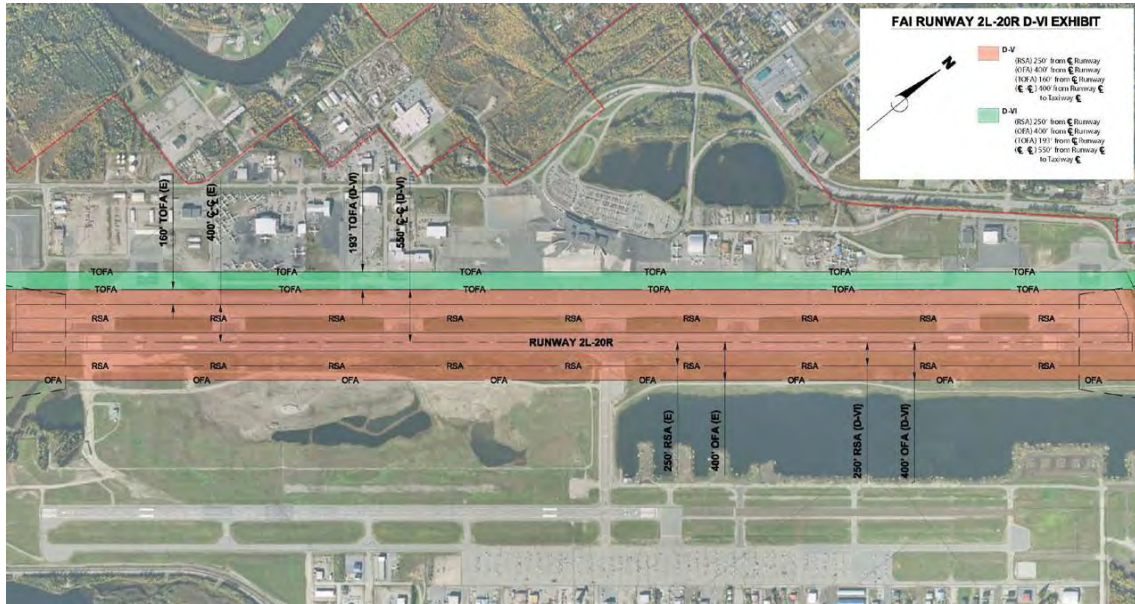 FAI RUNWAY 2L-20R D-VI EXHIBIT
N
D-V
(RSA) 250' from ℄ Runway
(OFA) 400' from ℄ Runway
(TOFA) 160' from ℄ Runway
(℄-℄) 400' from Runway ℄
to Taxiway ℄
D-VI
(RSA) 250' from ℄ Runway
(OFA) 400' from ℄ Runway
(TOFA) 193' from ℄ Runway
(℄-℄) 550' from Runway ℄
to Taxiway ℄
160' TOFA (E)
400' ℄-℄ (E)
193' TOFA (D-VI)
550' ℄-℄ (D-VI)
TOFA TOFA TOFA TOFA TOFA TOFA
TOFA TOFA TOFA TOFA TOFA TOFA
RSA RSA RSA RSA RSA RSA RSA RSA
RUNWAY 2L-20R
RSA RSA RSA RSA RSA RSA RSA RSA
OFA OFA OFA OFA OFA OFA OFA OFA
250' RSA (E)
400' OFA (E)
250' RSA (D-VI)
400' OFA (D-VI)